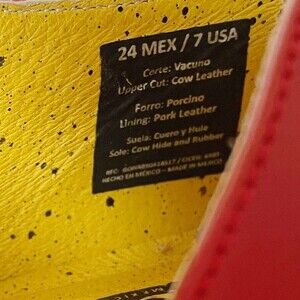 24 MEX / 7 USA
Corte: Vacuno
Upper Cut: Cow Leather
Forro: Porcino
Lining: Pork Leather
Suela: Cuero y Hule
Sole: Cow Hide and Rubber
HECHO EN MÉXICO - MADE IN MEXICO